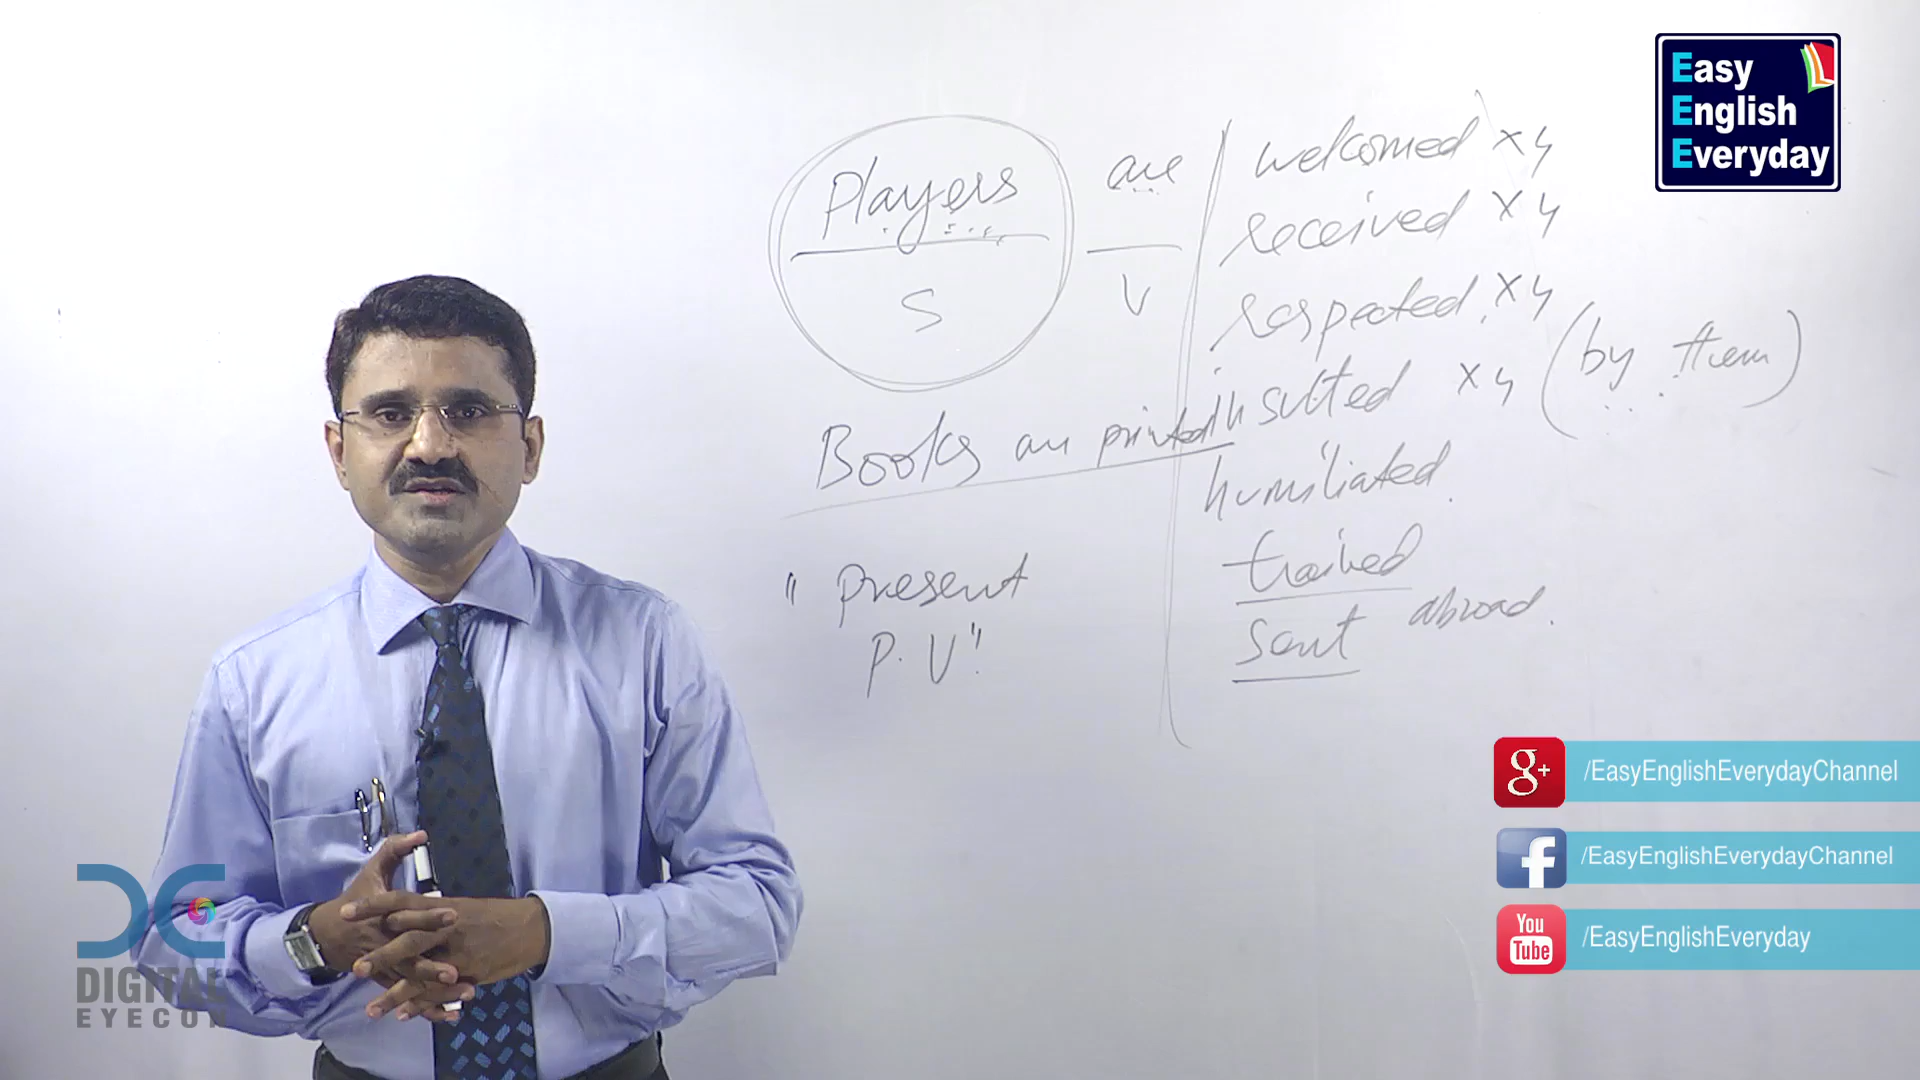 Easy
English
Everyday
Players are welcomed x y
received x y
S V respected x y
insulted x y (by them)
Books are printed
humiliated
"Present trained
P.V" sent abroad.
/EasyEnglishEverydayChannel
/EasyEnglishEverydayChannel
You
Tube /EasyEnglishEveryday
DIGITAL
EYECON